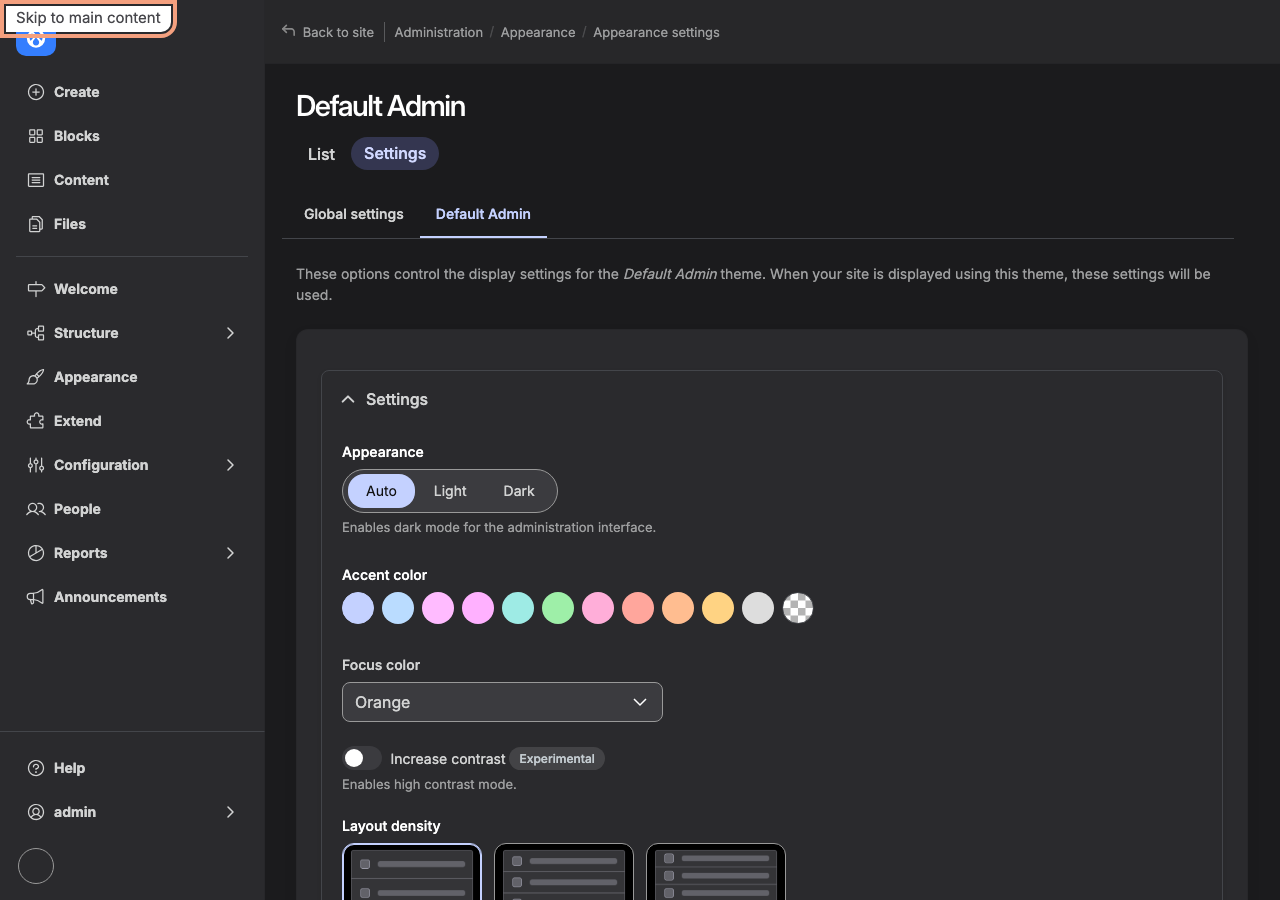 Skip to main content
Create
Blocks
Content
Files
Welcome
Structure
Appearance
Extend
Configuration
People
Reports
Announcements
Help
admin
Back to site
Administration / Appearance / Appearance settings
Default Admin
List Settings
Global settings Default Admin
These options control the display settings for the Default Admin theme. When your site is displayed using this theme, these settings will be
used.
Settings
Appearance
Auto Light Dark
Enables dark mode for the administration interface.
Accent color
Focus color
Orange
Increase contrast Experimental
Enables high contrast mode.
Layout density